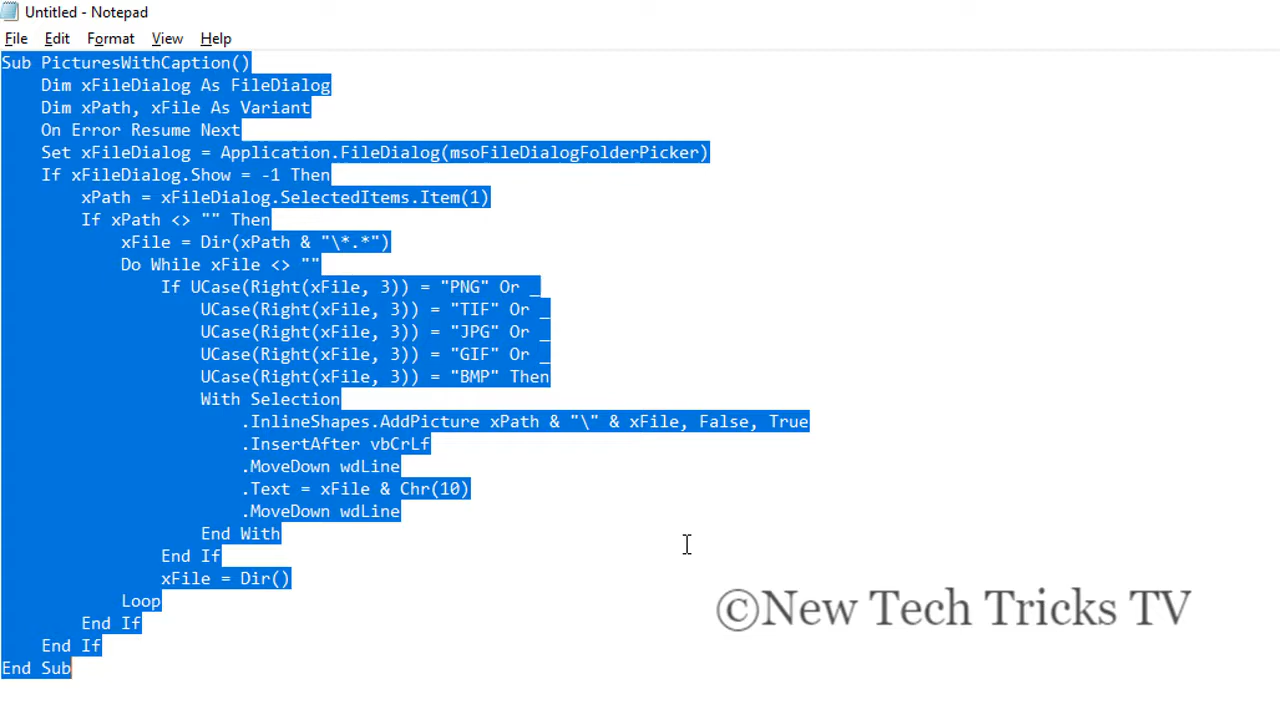 Untitled - Notepad
File Edit Format View Help
Sub PicturesWithCaption()
    Dim xFileDialog As FileDialog
    Dim xPath, xFile As Variant
    On Error Resume Next
    Set xFileDialog = Application.FileDialog(msoFileDialogFolderPicker)
    If xFileDialog.Show = -1 Then
        xPath = xFileDialog.SelectedItems.Item(1)
        If xPath <> "" Then
            xFile = Dir(xPath & "\*.*")
            Do While xFile <> ""
                If UCase(Right(xFile, 3)) = "PNG" Or _
                    UCase(Right(xFile, 3)) = "TIF" Or _
                    UCase(Right(xFile, 3)) = "JPG" Or _
                    UCase(Right(xFile, 3)) = "GIF" Or _
                    UCase(Right(xFile, 3)) = "BMP" Then
                    With Selection
                        .InlineShapes.AddPicture xPath & "\" & xFile, False, True
                        .InsertAfter vbCrLf
                        .MoveDown wdLine
                        .Text = xFile & Chr(10)
                        .MoveDown wdLine
                    End With
                End If
                xFile = Dir()
            Loop
        End If
    End If
End Sub
©New Tech Tricks TV